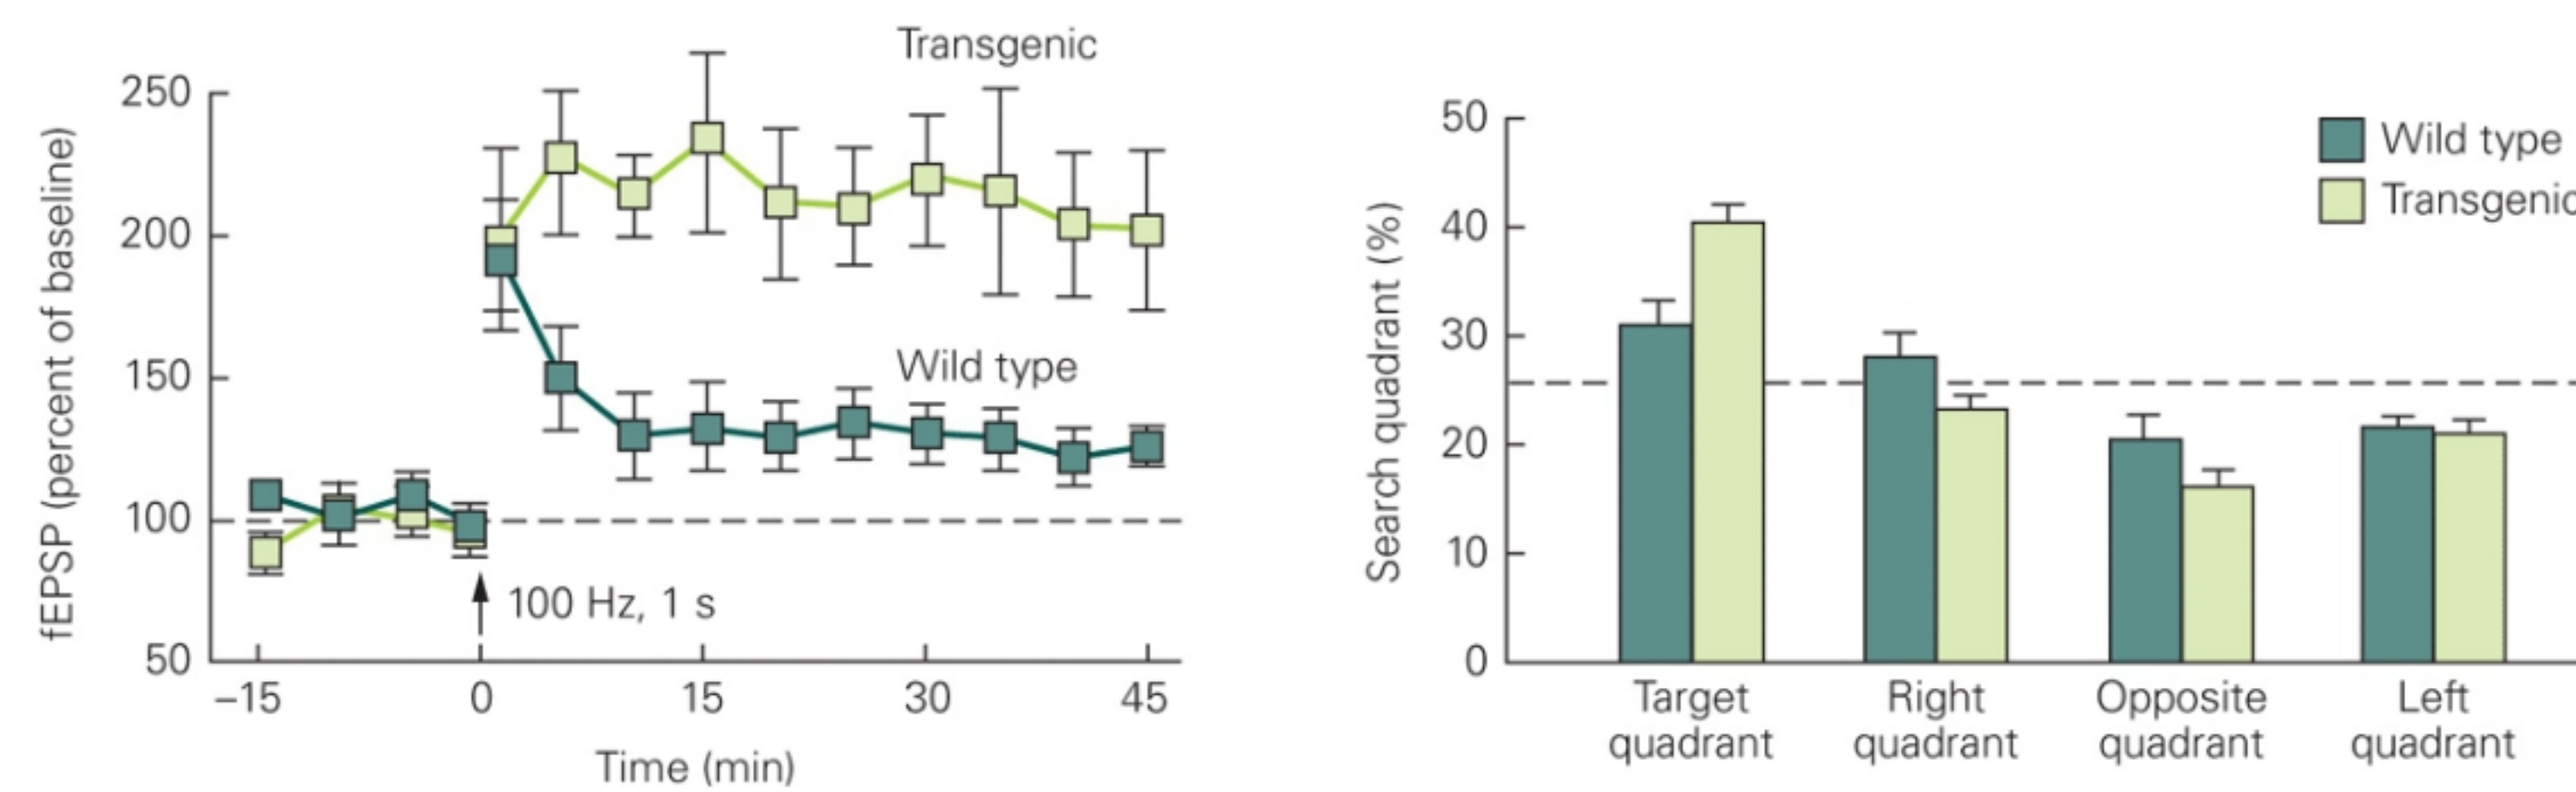 Transgenic
250
200
150
100
50
fEPSP (percent of baseline)
Wild type
100 Hz, 1 s
–15 0 15 30 45
Time (min)
50
40
30
20
10
0
Search quadrant (%)
Wild type
Transgenic
Target quadrant
Right quadrant
Opposite quadrant
Left quadrant